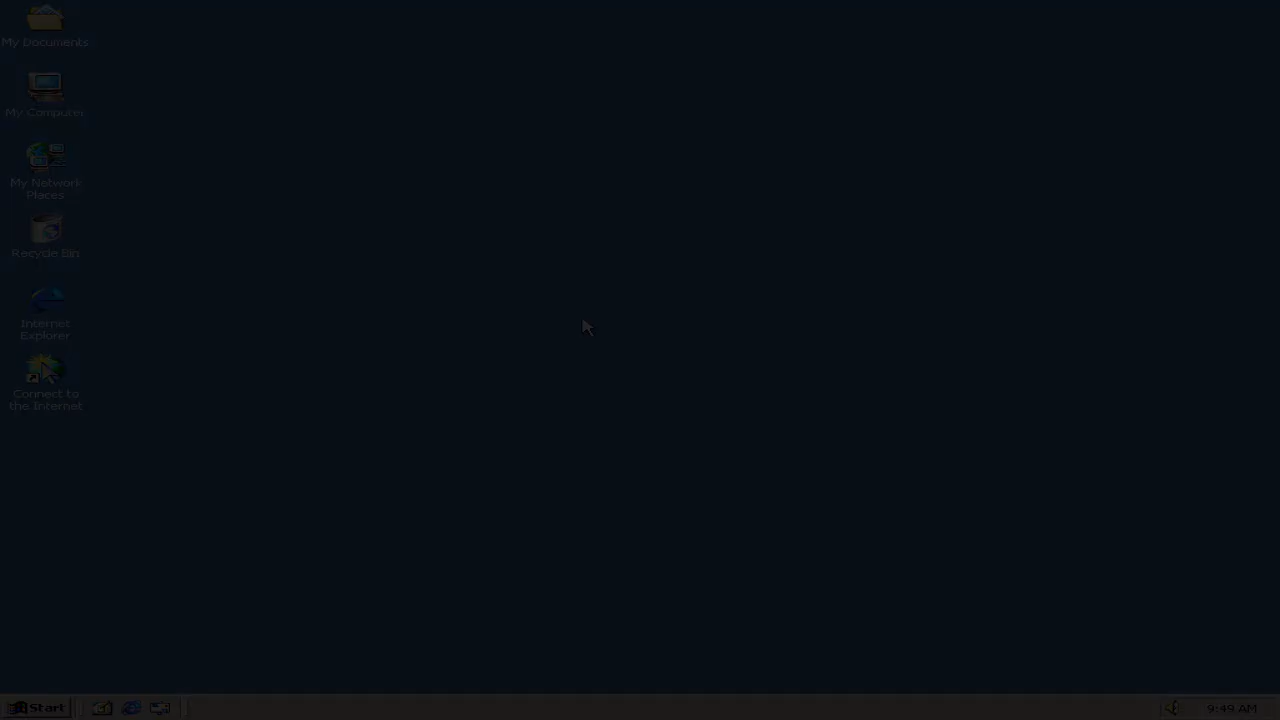 My Documents
My Computer
My Network
Places
Recycle Bin
Internet
Explorer
Connect to
the Internet
Start
9:49 AM